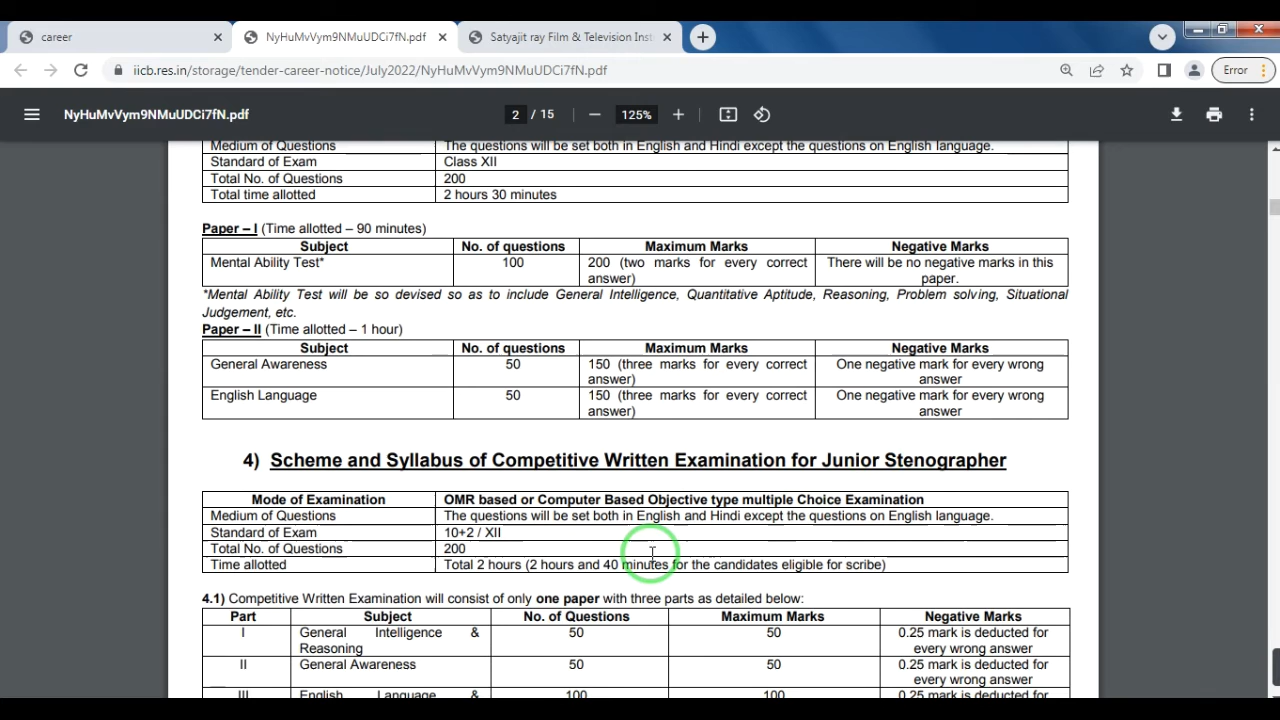 career
NyHuMvVym9NMuUDCi7fN.pdf
Satyajit ray Film & Television Inst
iicb.res.in/storage/tender-career-notice/July2022/NyHuMvVym9NMuUDCi7fN.pdf
Error
NyHuMvVym9NMuUDCi7fN.pdf
2 / 15
125%
Medium of Questions The questions will be set both in English and Hindi except the questions on English language.
Standard of Exam Class XII
Total No. of Questions 200
Total time allotted 2 hours 30 minutes
Paper – I (Time allotted – 90 minutes)
Subject No. of questions Maximum Marks Negative Marks
Mental Ability Test* 100 200 (two marks for every correct There will be no negative marks in this
answer) paper.
*Mental Ability Test will be so devised so as to include General Intelligence, Quantitative Aptitude, Reasoning, Problem solving, Situational
Judgement, etc.
Paper – II (Time allotted – 1 hour)
Subject No. of questions Maximum Marks Negative Marks
General Awareness 50 150 (three marks for every correct One negative mark for every wrong
answer) answer
English Language 50 150 (three marks for every correct One negative mark for every wrong
answer) answer
4) Scheme and Syllabus of Competitive Written Examination for Junior Stenographer
Mode of Examination OMR based or Computer Based Objective type multiple Choice Examination
Medium of Questions The questions will be set both in English and Hindi except the questions on English language.
Standard of Exam 10+2 / XII
Total No. of Questions 200
Time allotted Total 2 hours (2 hours and 40 minutes for the candidates eligible for scribe)
4.1) Competitive Written Examination will consist of only one paper with three parts as detailed below:
Part Subject No. of Questions Maximum Marks Negative Marks
I General Intelligence & 50 50 0.25 mark is deducted for
Reasoning every wrong answer
II General Awareness 50 50 0.25 mark is deducted for
every wrong answer
III English Language & 100 100 0.25 mark is deducted for